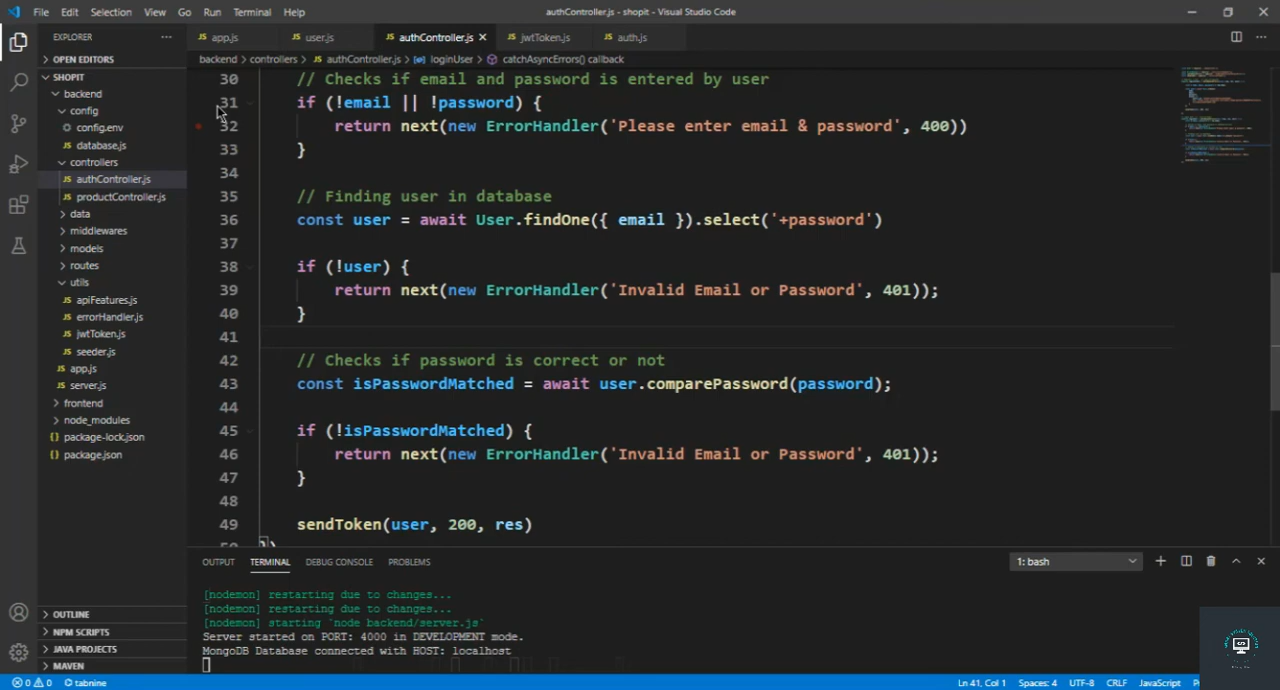 File Edit Selection View Go Run Terminal Help
authController.js - shopit - Visual Studio Code
EXPLORER
OPEN EDITORS
SHOPIT
backend
config
config.env
database.js
controllers
authController.js
productController.js
data
middlewares
models
routes
utils
apiFeatures.js
errorHandler.js
jwtToken.js
seeder.js
app.js
server.js
frontend
node_modules
package-lock.json
package.json
OUTLINE
NPM SCRIPTS
JAVA PROJECTS
MAVEN
app.js user.js authController.js jwtToken.js auth.js
backend > controllers > authController.js > loginUser > catchAsyncErrors() callback
30 // Checks if email and password is entered by user
31 if (!email || !password) {
32 return next(new ErrorHandler('Please enter email & password', 400))
33 }
34
35 // Finding user in database
36 const user = await User.findOne({ email }).select('+password')
37
38 if (!user) {
39 return next(new ErrorHandler('Invalid Email or Password', 401));
40 }
41
42 // Checks if password is correct or not
43 const isPasswordMatched = await user.comparePassword(password);
44
45 if (!isPasswordMatched) {
46 return next(new ErrorHandler('Invalid Email or Password', 401));
47 }
48
49 sendToken(user, 200, res)
OUTPUT TERMINAL DEBUG CONSOLE PROBLEMS
1: bash
[nodemon] restarting due to changes...
[nodemon] restarting due to changes...
[nodemon] starting `node backend/server.js`
Server started on PORT: 4000 in DEVELOPMENT mode.
MongoDB Database connected with HOST: localhost
0 0 tabnine
Ln 41, Col 1 Spaces: 4 UTF-8 CRLF JavaScript